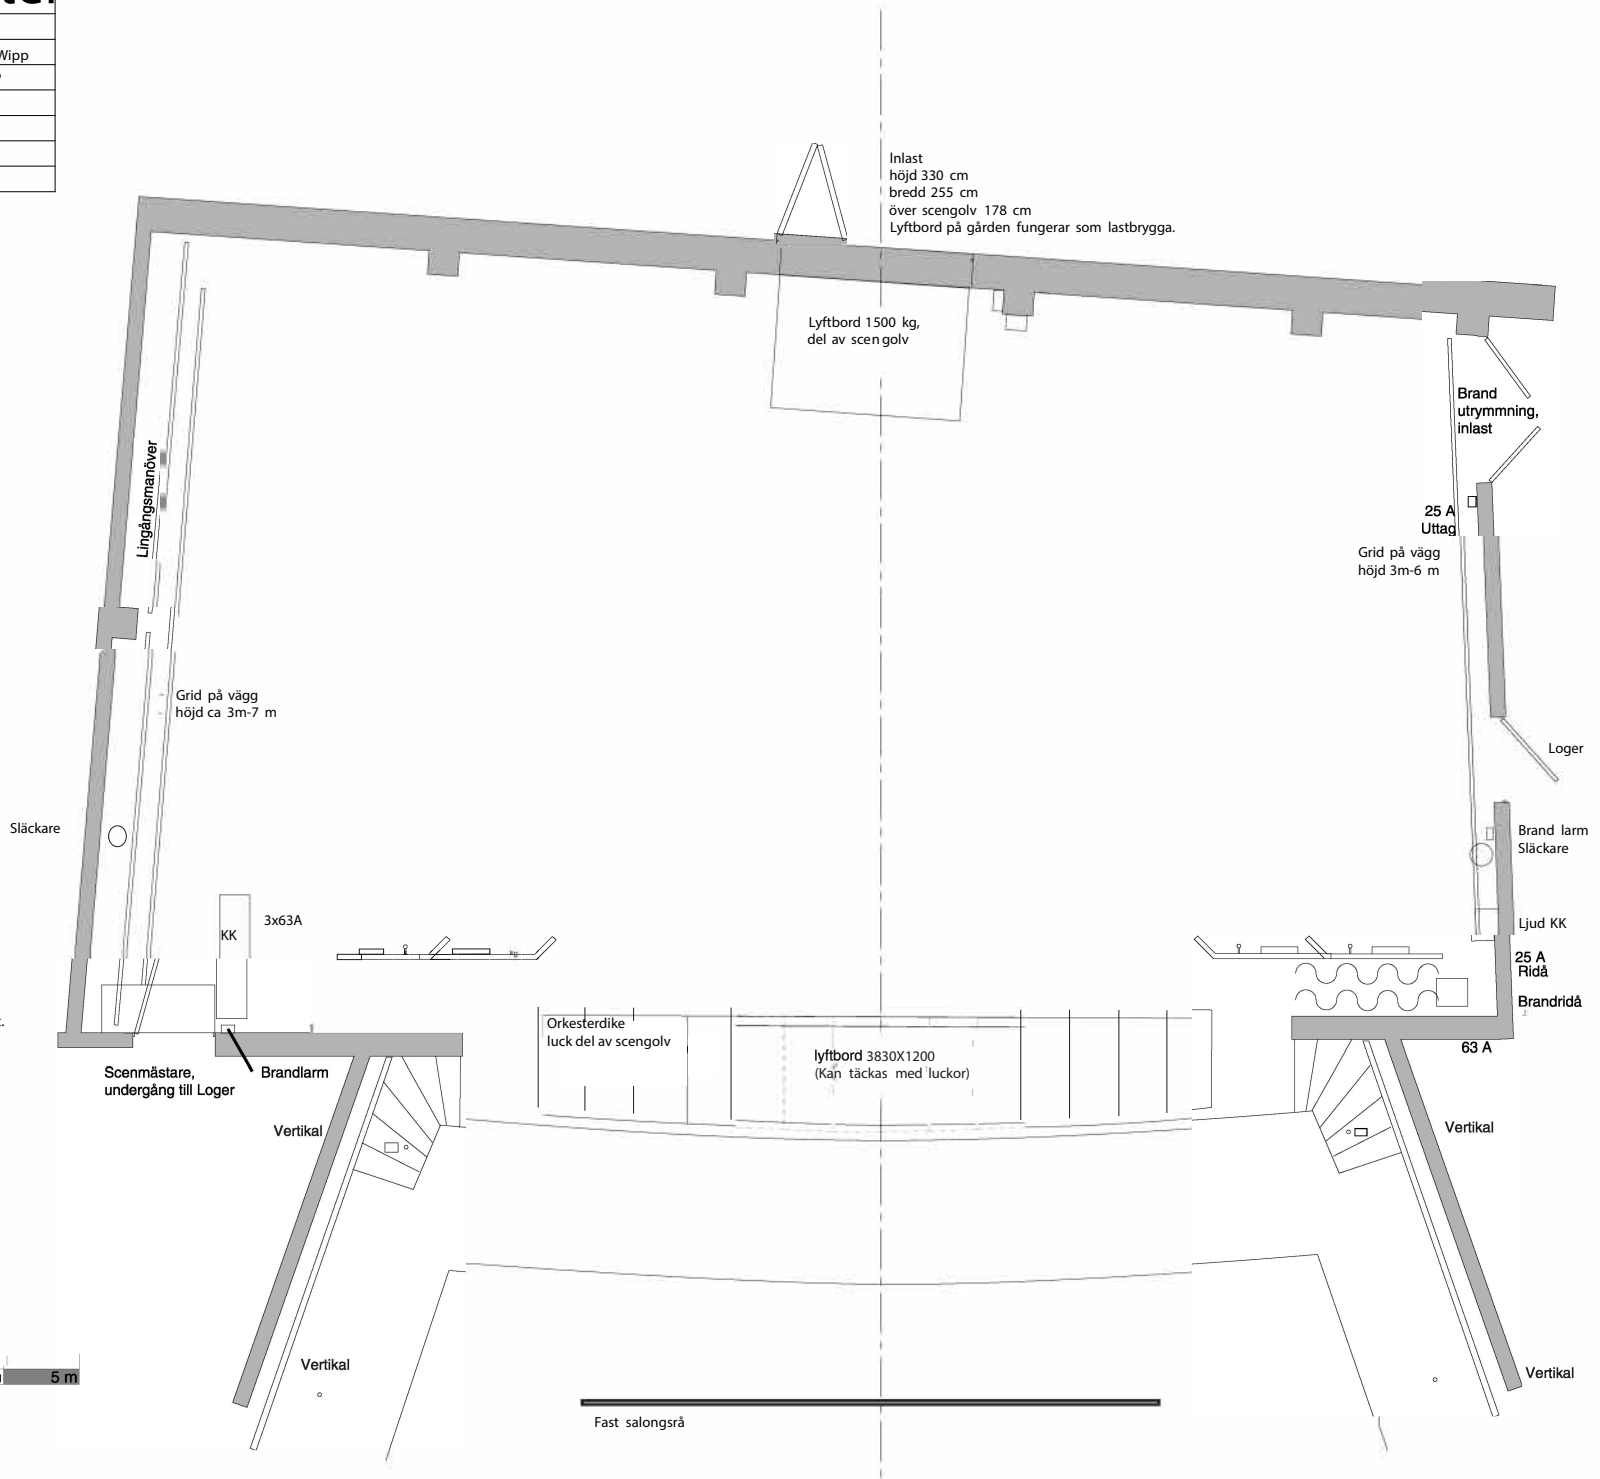 Wipp
Inlast
höjd 330 cm
bredd 255 cm
över scengolv 178 cm
Lyftbord på gården fungerar som lastbrygga.
Lyftbord 1500 kg,
del av scengolv
Brand
utrymmning,
inlast
Lingångsmanöver
25 A
Uttag
Grid på vägg
höjd 3m-6 m
Grid på vägg
höjd ca 3m-7 m
Loger
Släckare
Brand larm
Släckare
3x63A
KK
Ljud KK
25 A
Ridå
Brandridå
Orkesterdike
luck del av scengolv
lyftbord 3830X1200
(Kan täckas med luckor)
63 A
Scenmästare,
undergång till Loger
Brandlarm
Vertikal
Vertikal
Vertikal
Vertikal
5 m
Fast salongsrå